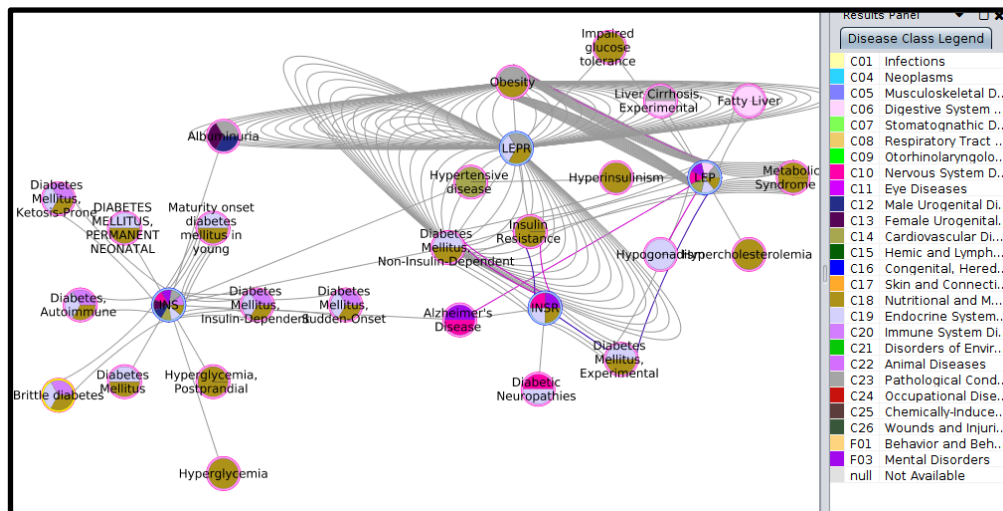 Results Panel
Disease Class Legend
C01 Infections
C04 Neoplasms
C05 Musculoskeletal D...
C06 Digestive System ...
C07 Stomatognathic D...
C08 Respiratory Tract ...
C09 Otorhinolaryngolo...
C10 Nervous System D...
C11 Eye Diseases
C12 Male Urogenital Di...
C13 Female Urogenital...
C14 Cardiovascular Di...
C15 Hemic and Lymph...
C16 Congenital, Hered...
C17 Skin and Connecti...
C18 Nutritional and M...
C19 Endocrine System...
C20 Immune System Di...
C21 Disorders of Envir...
C22 Animal Diseases
C23 Pathological Cond...
C24 Occupational Dise...
C25 Chemically-Induce...
C26 Wounds and Injuri...
F01 Behavior and Beh...
F03 Mental Disorders
null Not Available
Impaired
glucose
tolerance
Obesity
Liver Cirrhosis,
Experimental
Fatty Liver
Albuminuria
LEPR
Hypertensive
disease
Hyperinsulinism
LEP
Metabolic
Syndrome
Diabetes
Mellitus,
Ketosis-Prone
DIABETES
MELLITUS,
PERMANENT
NEONATAL
Maturity onset
diabetes
mellitus in
young
Insulin
Resistance
Diabetes
Mellitus,
Non-Insulin-Dependent
Hypogonadism
Hypercholesterolemia
Diabetes,
Autoimmune
INS
Diabetes
Mellitus,
Insulin-Dependent
Diabetes
Mellitus,
Sudden-Onset
Alzheimer's
Disease
INSR
Diabetes
Mellitus,
Experimental
Brittle diabetes
Diabetes
Mellitus
Hyperglycemia,
Postprandial
Diabetic
Neuropathies
Hyperglycemia